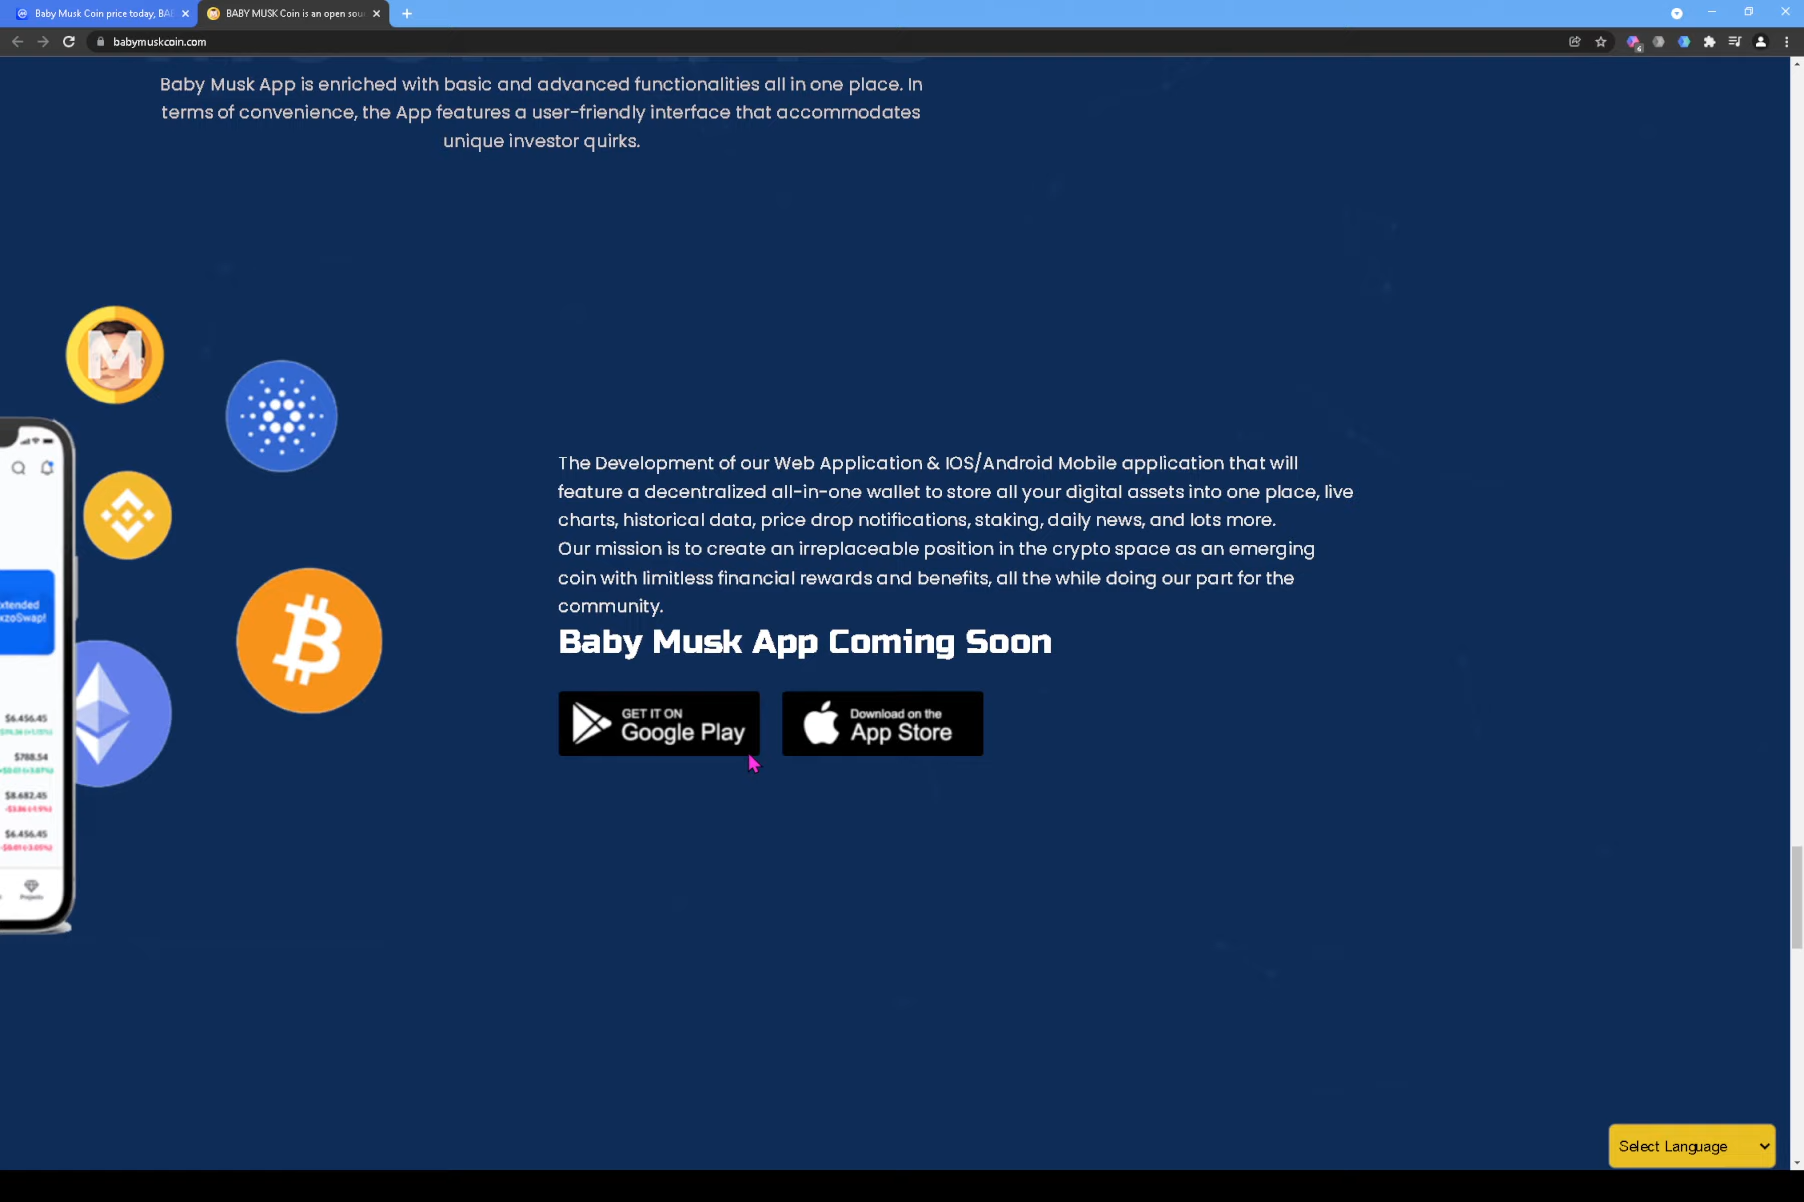 Baby Musk Coin price today, BAB
BABY MUSK Coin is an open sou
babymuskcoin.com
6
Baby Musk App is enriched with basic and advanced functionalities all in one place. In
terms of convenience, the App features a user-friendly interface that accommodates
unique investor quirks.
M
The Development of our Web Application & IOS/Android Mobile application that will
feature a decentralized all-in-one wallet to store all your digital assets into one place, live
charts, historical data, price drop notifications, staking, daily news, and lots more.
Our mission is to create an irreplaceable position in the crypto space as an emerging
coin with limitless financial rewards and benefits, all the while doing our part for the
community.
Baby Musk App Coming Soon
GET IT ON
Google Play
Download on the
App Store
xtended
xzoSwap!
$6.456.45
$788.54
$8.682.45
$6.456.45
Projects
Select Language